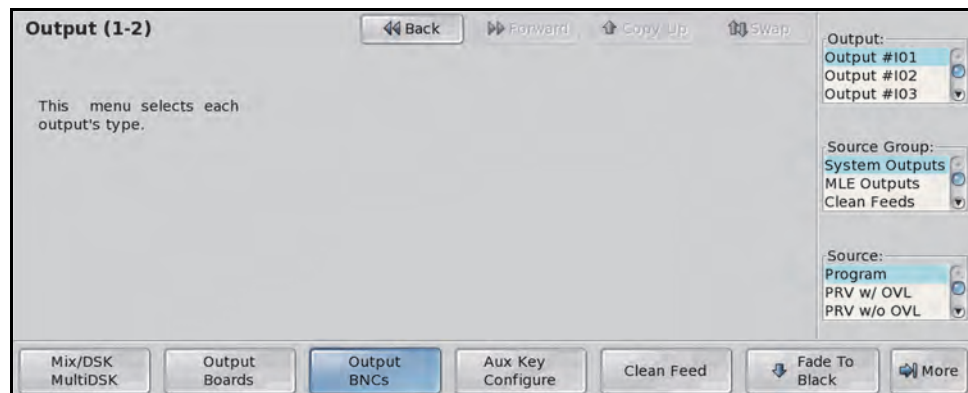 Output (1-2)
Back
Forward
Copy Up
Swap
This menu selects each
output's type.
Output:
Output #I01
Output #I02
Output #I03
Source Group:
System Outputs
MLE Outputs
Clean Feeds
Source:
Program
PRV w/ OVL
PRV w/o OVL
Mix/DSK
MultiDSK
Output
Boards
Output
BNCs
Aux Key
Configure
Clean Feed
Fade To
Black
More